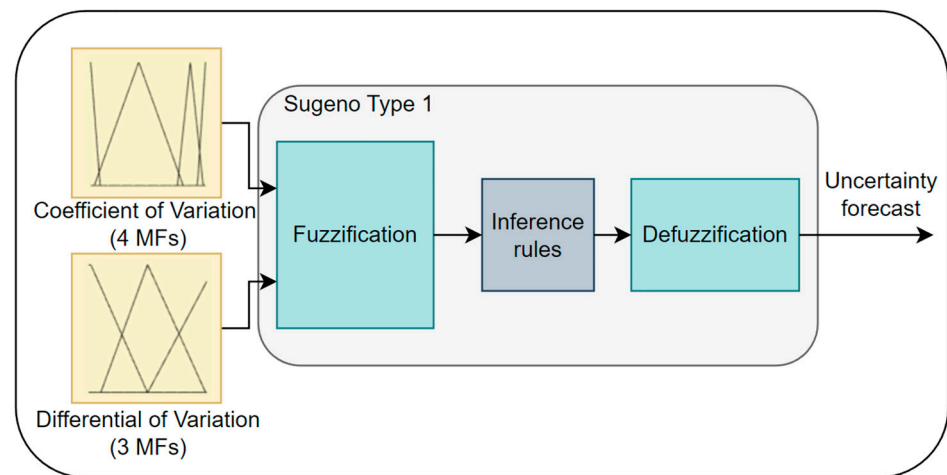 Sugeno Type 1
Coefficient of Variation
(4 MFs)
Fuzzification
Inference
rules
Defuzzification
Uncertainty
forecast
Differential of Variation
(3 MFs)